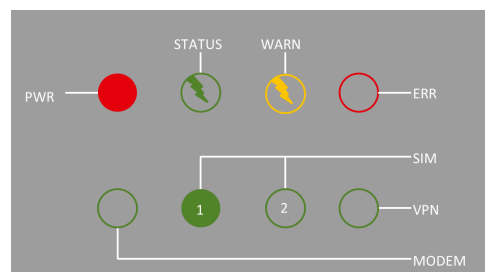 STATUS WARN
PWR ERR
SIM
1 2 VPN
MODEM